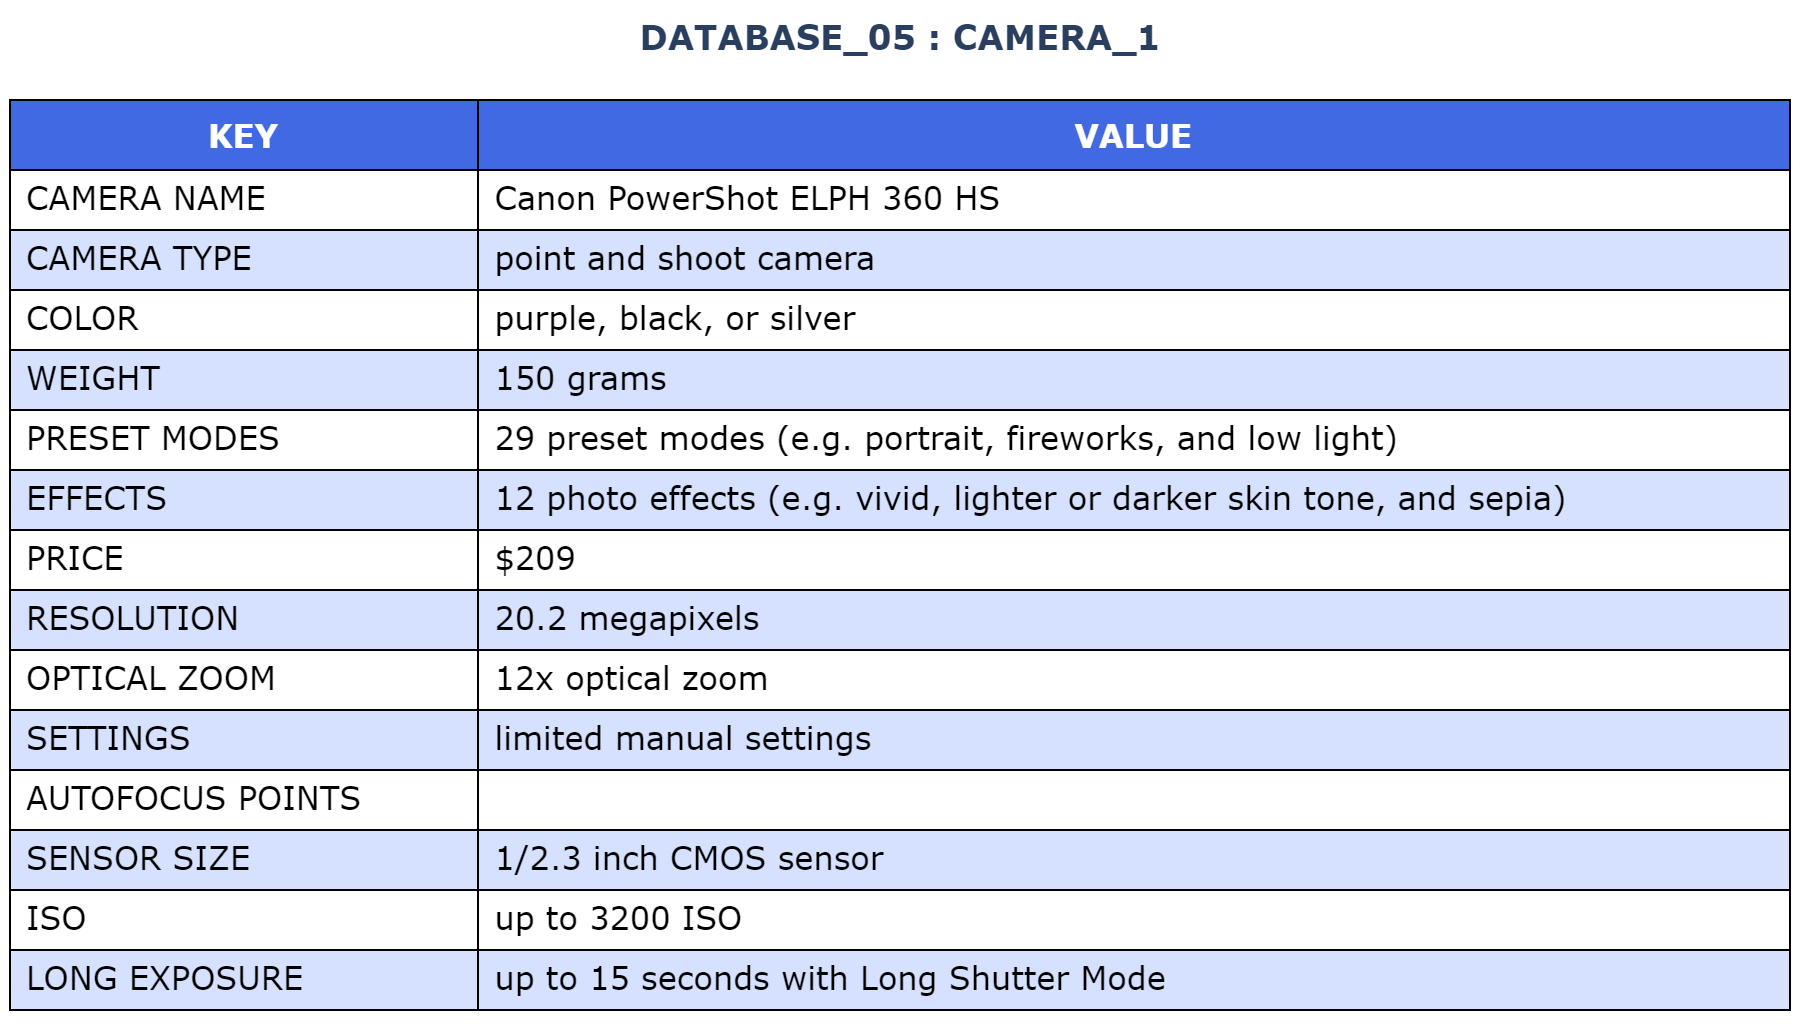 DATABASE_05 : CAMERA_1
KEY VALUE
CAMERA NAME Canon PowerShot ELPH 360 HS
CAMERA TYPE point and shoot camera
COLOR purple, black, or silver
WEIGHT 150 grams
PRESET MODES 29 preset modes (e.g. portrait, fireworks, and low light)
EFFECTS 12 photo effects (e.g. vivid, lighter or darker skin tone, and sepia)
PRICE $209
RESOLUTION 20.2 megapixels
OPTICAL ZOOM 12x optical zoom
SETTINGS limited manual settings
AUTOFOCUS POINTS
SENSOR SIZE 1/2.3 inch CMOS sensor
ISO up to 3200 ISO
LONG EXPOSURE up to 15 seconds with Long Shutter Mode